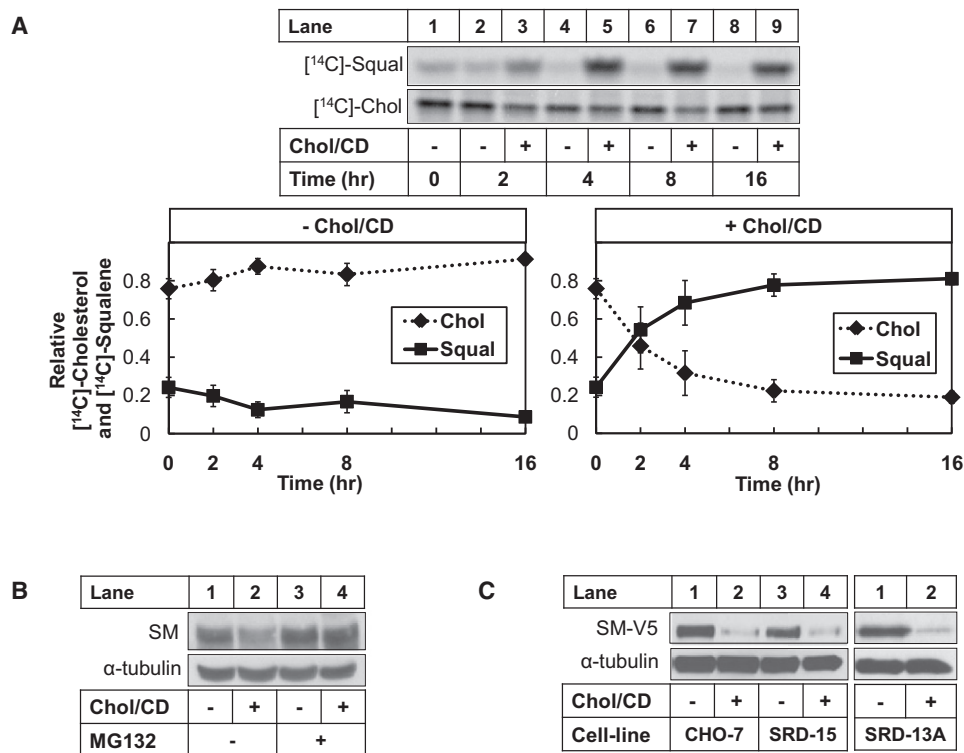 A
Lane 1 2 3 4 5 6 7 8 9
[¹⁴C]-Squal
[¹⁴C]-Chol
Chol/CD - - + - + - + - +
Time (hr) 0 2 4 8 16
- Chol/CD
+ Chol/CD
Relative
[¹⁴C]-Cholesterol
and [¹⁴C]-Squalene
0.8
0.6
0.4
0.2
0
Chol
Squal
0 2 4 8 16
Time (hr)
0.8
0.6
0.4
0.2
0
Chol
Squal
0 2 4 8 16
Time (hr)
B
Lane 1 2 3 4
SM
α-tubulin
Chol/CD - + - +
MG132 - +
C
Lane 1 2 3 4 1 2
SM-V5
α-tubulin
Chol/CD - + - + - +
Cell-line CHO-7 SRD-15 SRD-13A